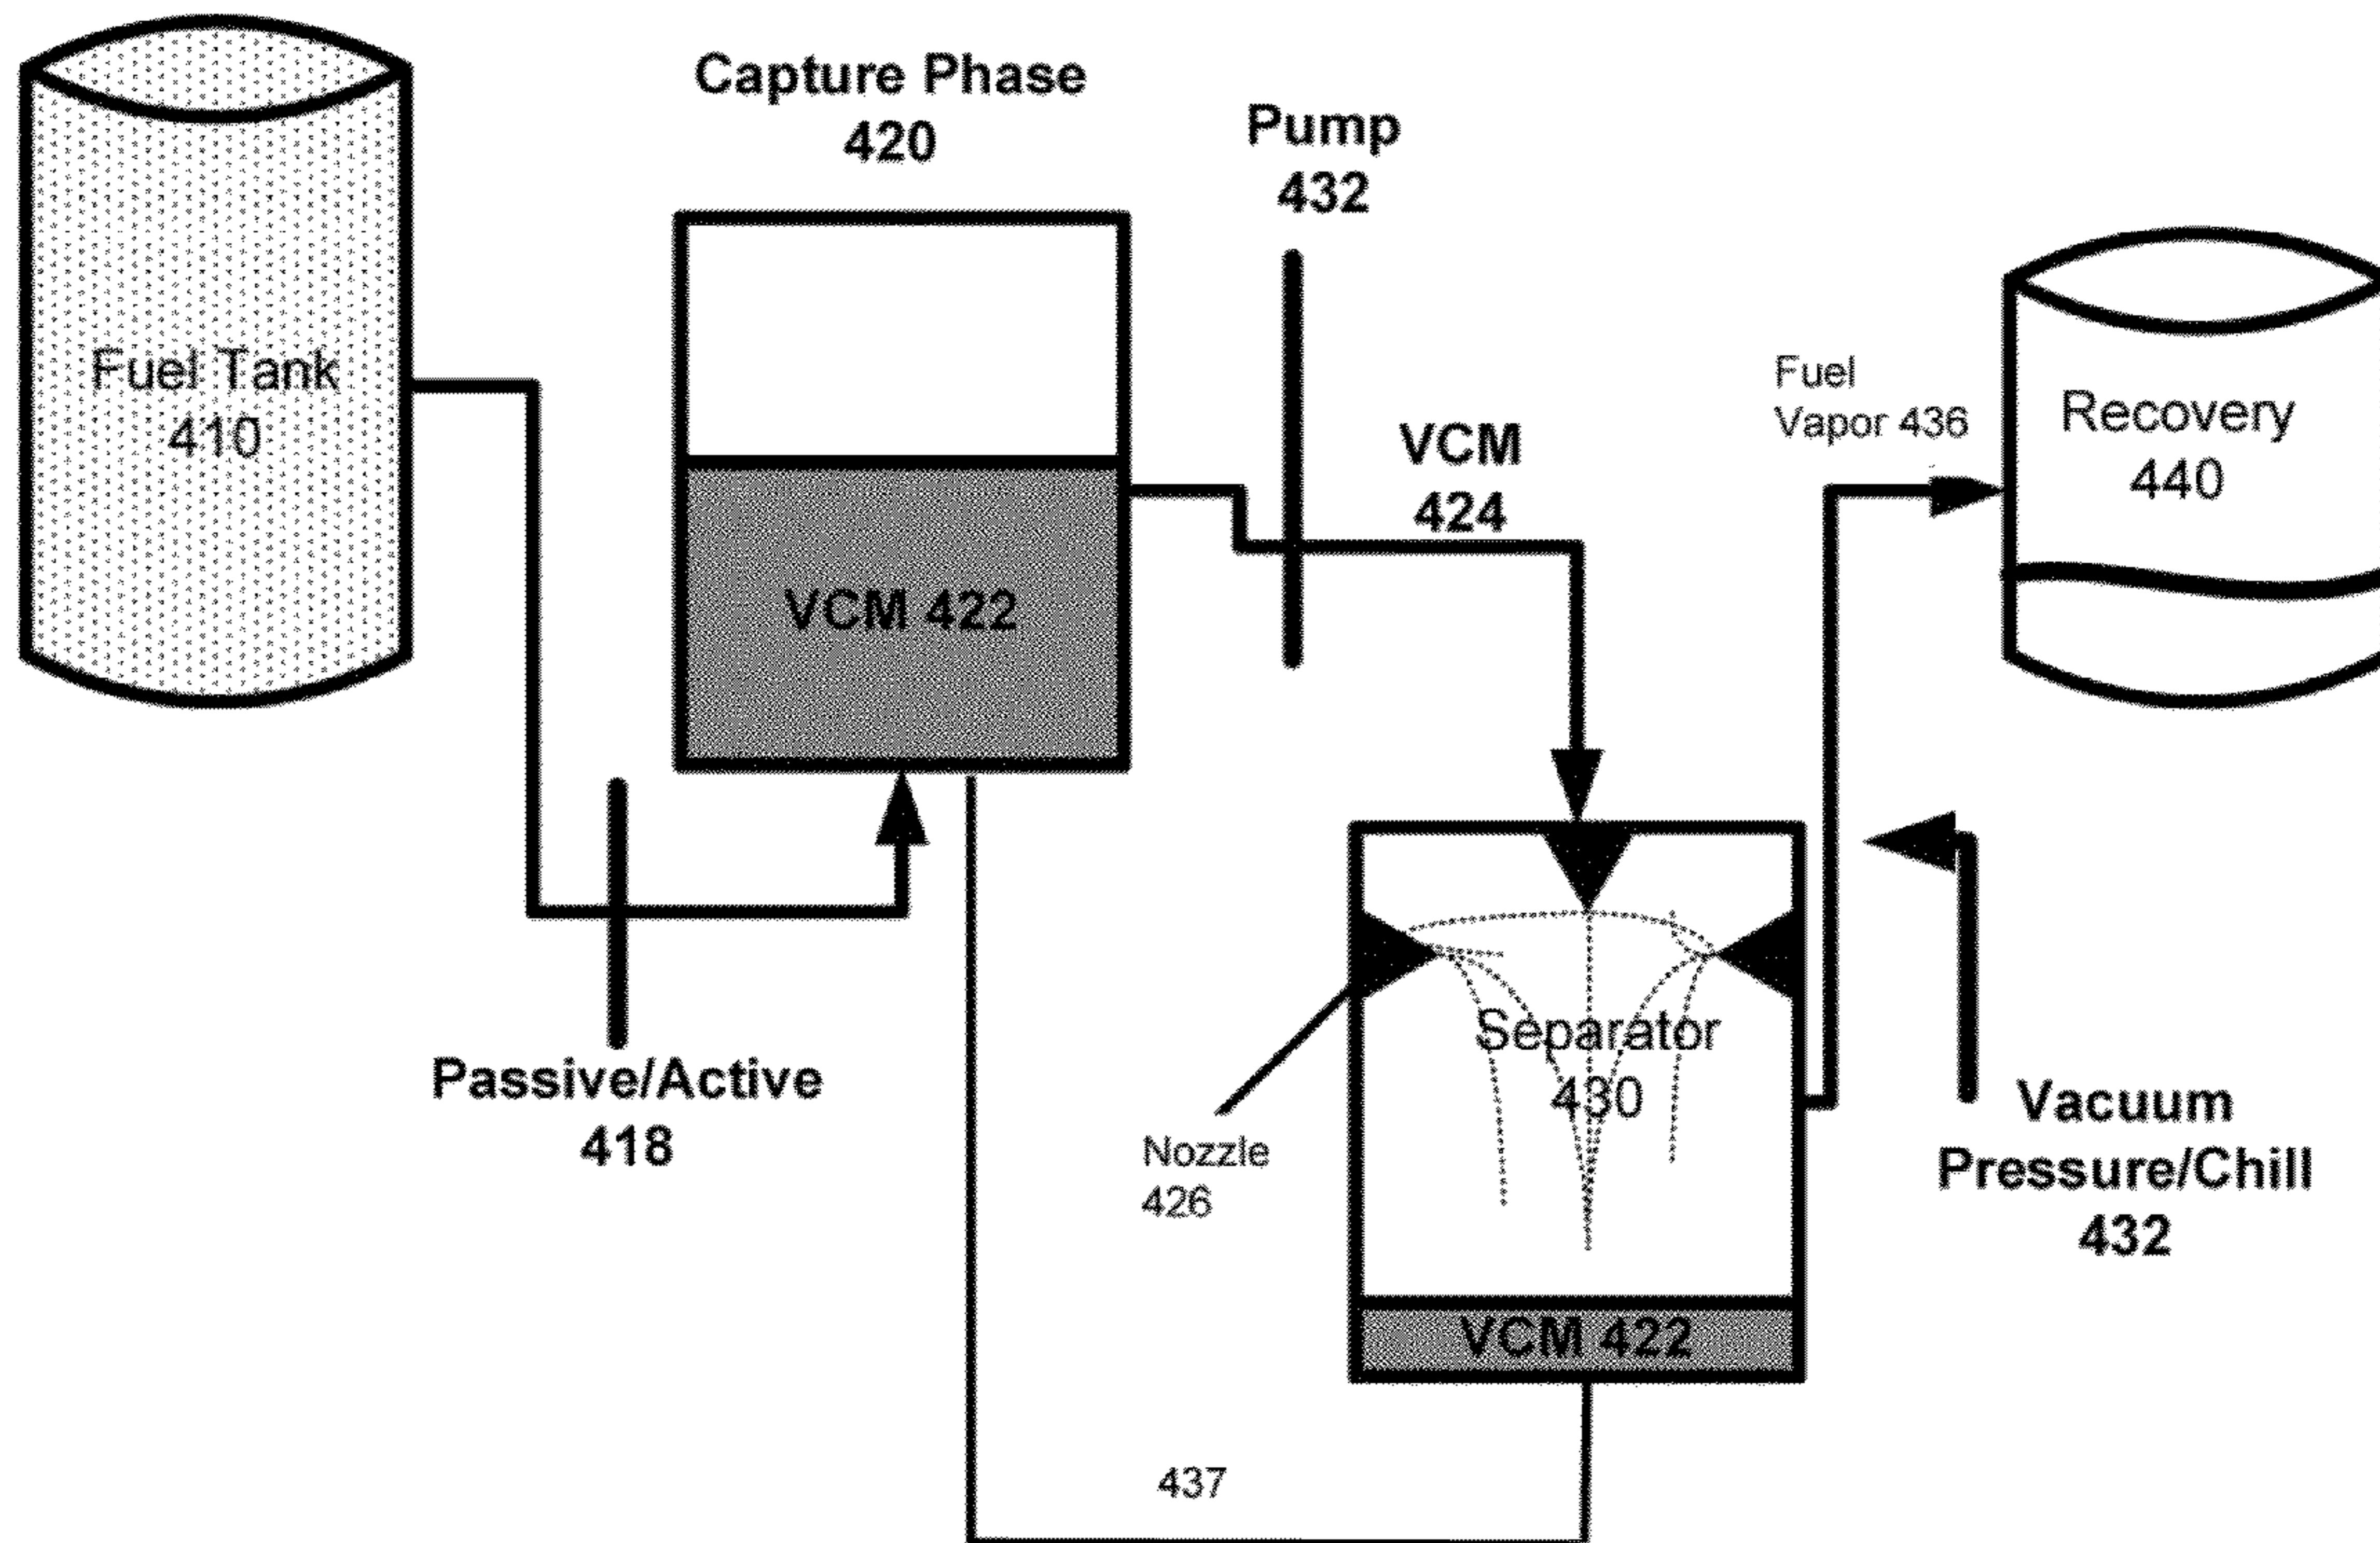 Capture Phase
420
Pump
432
Fuel Tank
410
VCM
424
Fuel
Vapor 436
Recovery
440
VCM 422
Passive/Active
418
Separator
430
Nozzle
426
Vacuum
Pressure/Chill
432
VCM 422
437